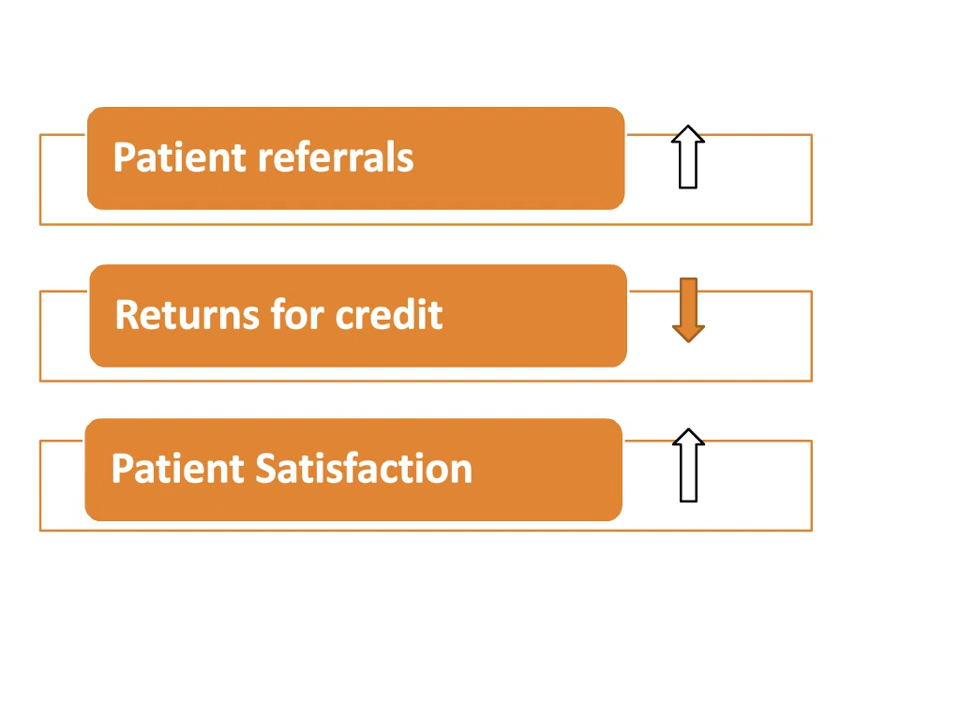 Patient referrals
Returns for credit
Patient Satisfaction